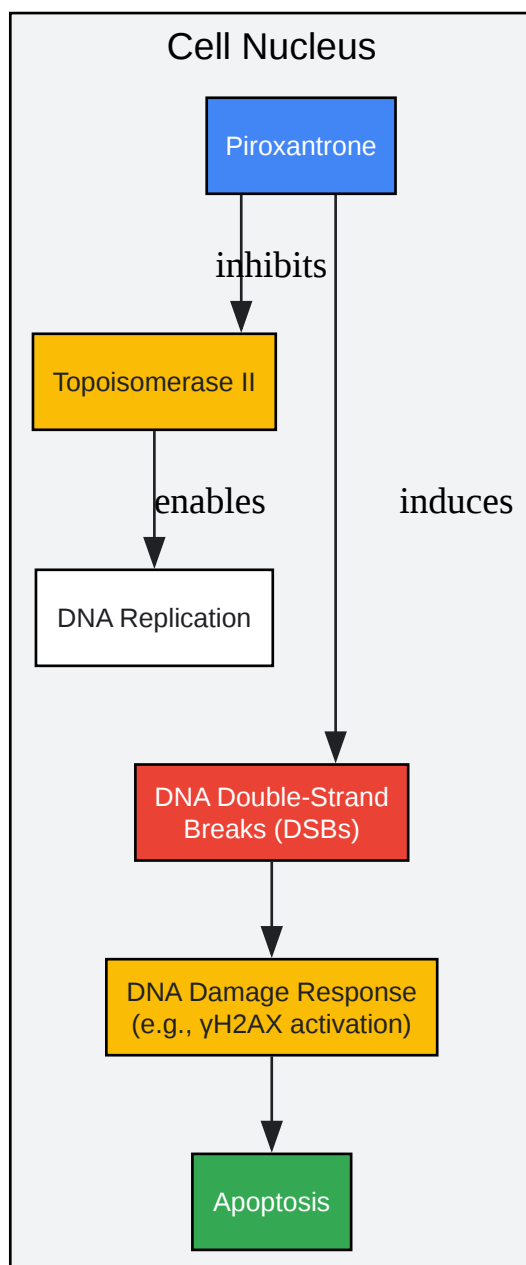 Cell Nucleus
Piroxantrone
inhibits
Topoisomerase II
enables
induces
DNA Replication
DNA Double-Strand
Breaks (DSBs)
DNA Damage Response
(e.g., γH2AX activation)
Apoptosis